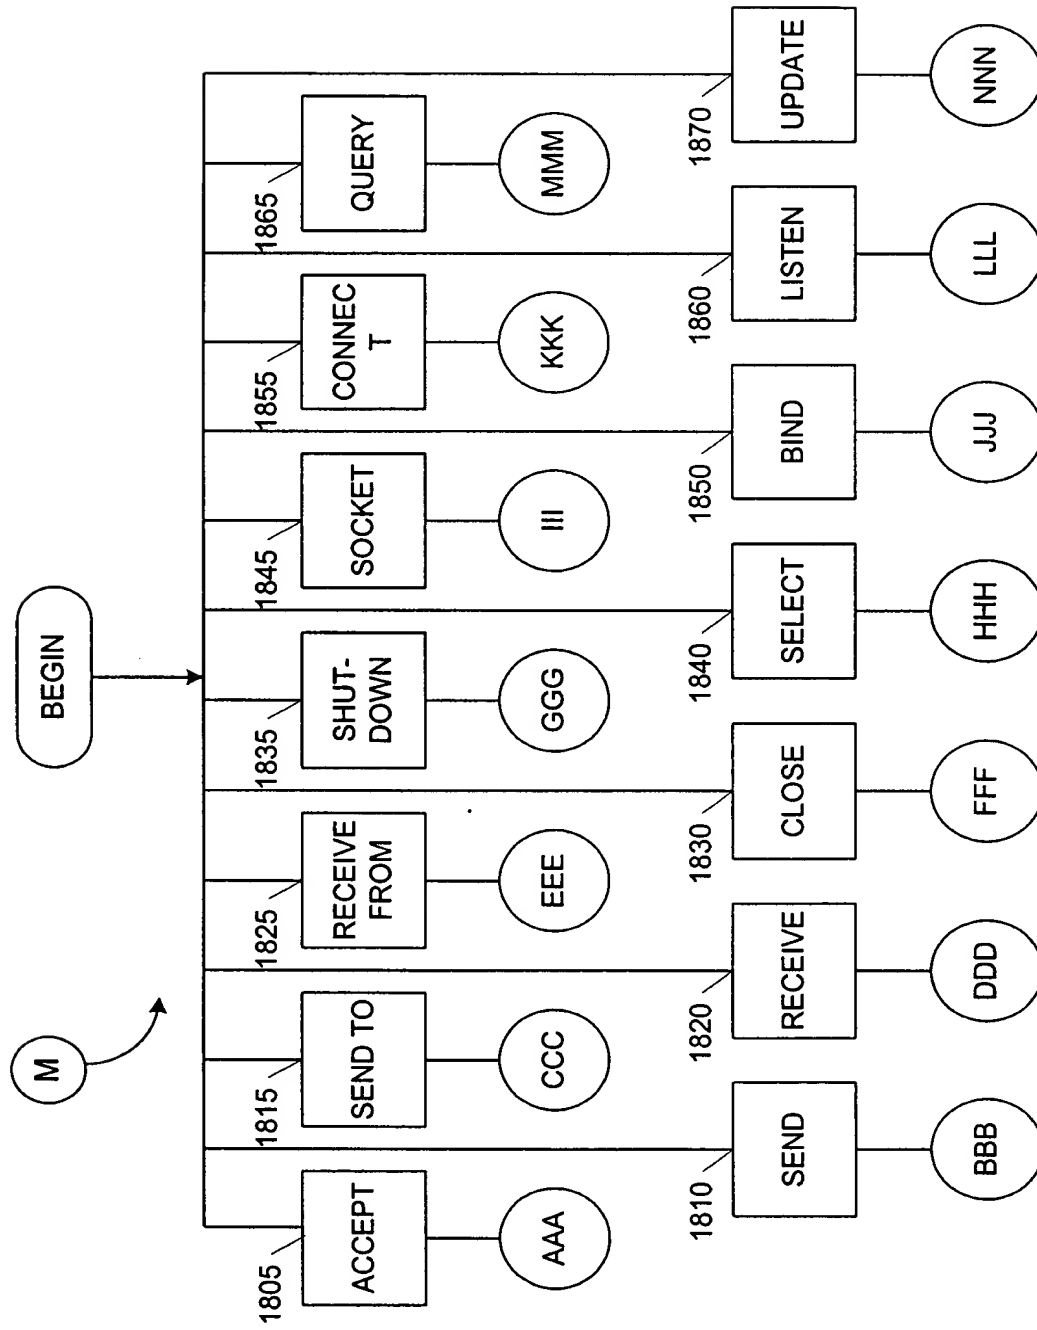 BEGIN
M
1805
ACCEPT
AAA
1815
SEND TO
CCC
1825
RECEIVE
FROM
EEE
1835
SHUT-
DOWN
GGG
1845
SOCKET
III
1855
CONNEC
T
KKK
1865
QUERY
MMM
1810
SEND
BBB
1820
RECEIVE
DDD
1830
CLOSE
FFF
1840
SELECT
HHH
1850
BIND
JJJ
1860
LISTEN
LLL
1870
UPDATE
NNN